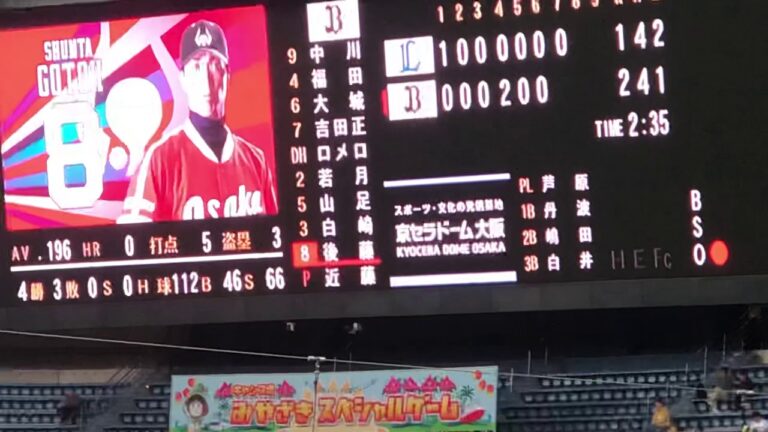 SHUNTA
GOTOH
8
Osaka
AV .196 HR 0 打点 5 盗塁 3
4勝 3敗 0S 0H 球112 B 46 S 66
B
9 中川
4 福田
6 大城
7 吉田正
DH ロメロ
2 若月
5 山足
3 白崎
8 後藤
P 近藤
1 2 3 4 5 6 7 8 9
L 1 0 0 0 0 0 0 1 4 2
B 0 0 0 2 0 0 2 4 1
TIME 2:35
スポーツ・文化の発信基地
京セラドーム大阪
KYOCERA DOME OSAKA
PL 芦原
1B 丹波
2B 嶋田
3B 白井
H E Fc
B
S
O
みやざきスペシャルゲーム